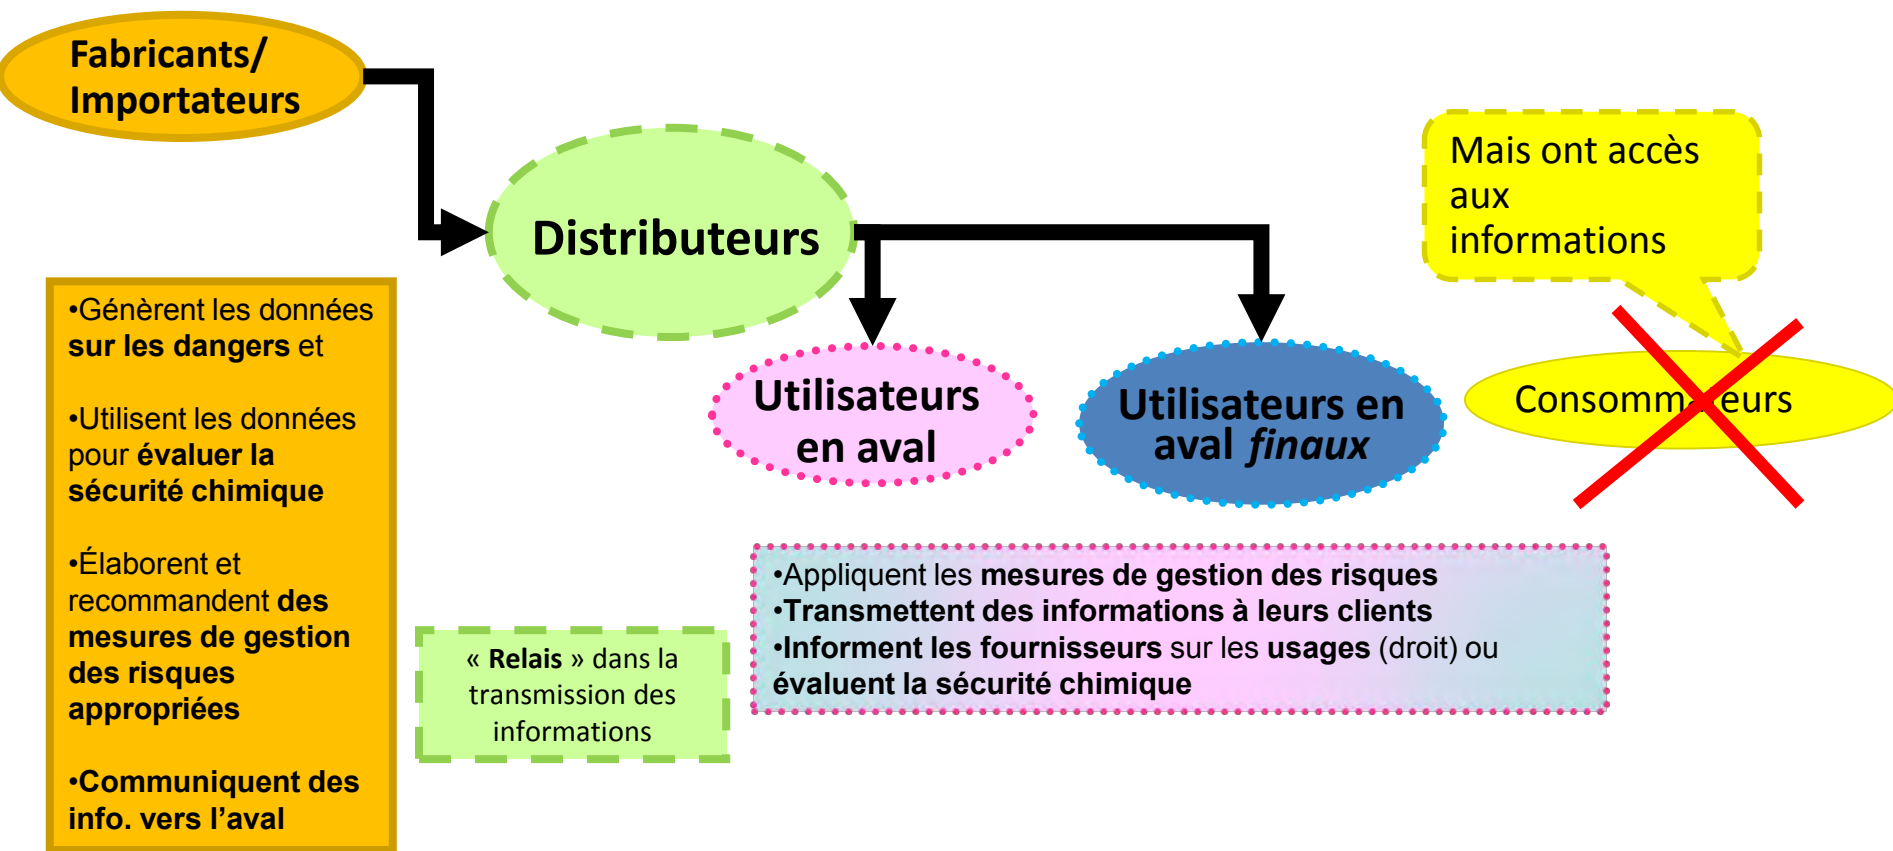 Fabricants/
Importateurs
Distributeurs
Mais ont accès
aux
informations
Utilisateurs
en aval
Utilisateurs en
aval finaux
Consommateurs
•Génèrent les données
sur les dangers et
•Utilisent les données
pour évaluer la
sécurité chimique
•Élaborent et
recommandent des
mesures de gestion
des risques
appropriées
•Communiquent des
info. vers l’aval
« Relais » dans la
transmission des
informations
•Appliquent les mesures de gestion des risques
•Transmettent des informations à leurs clients
•Informent les fournisseurs sur les usages (droit) ou
évaluent la sécurité chimique